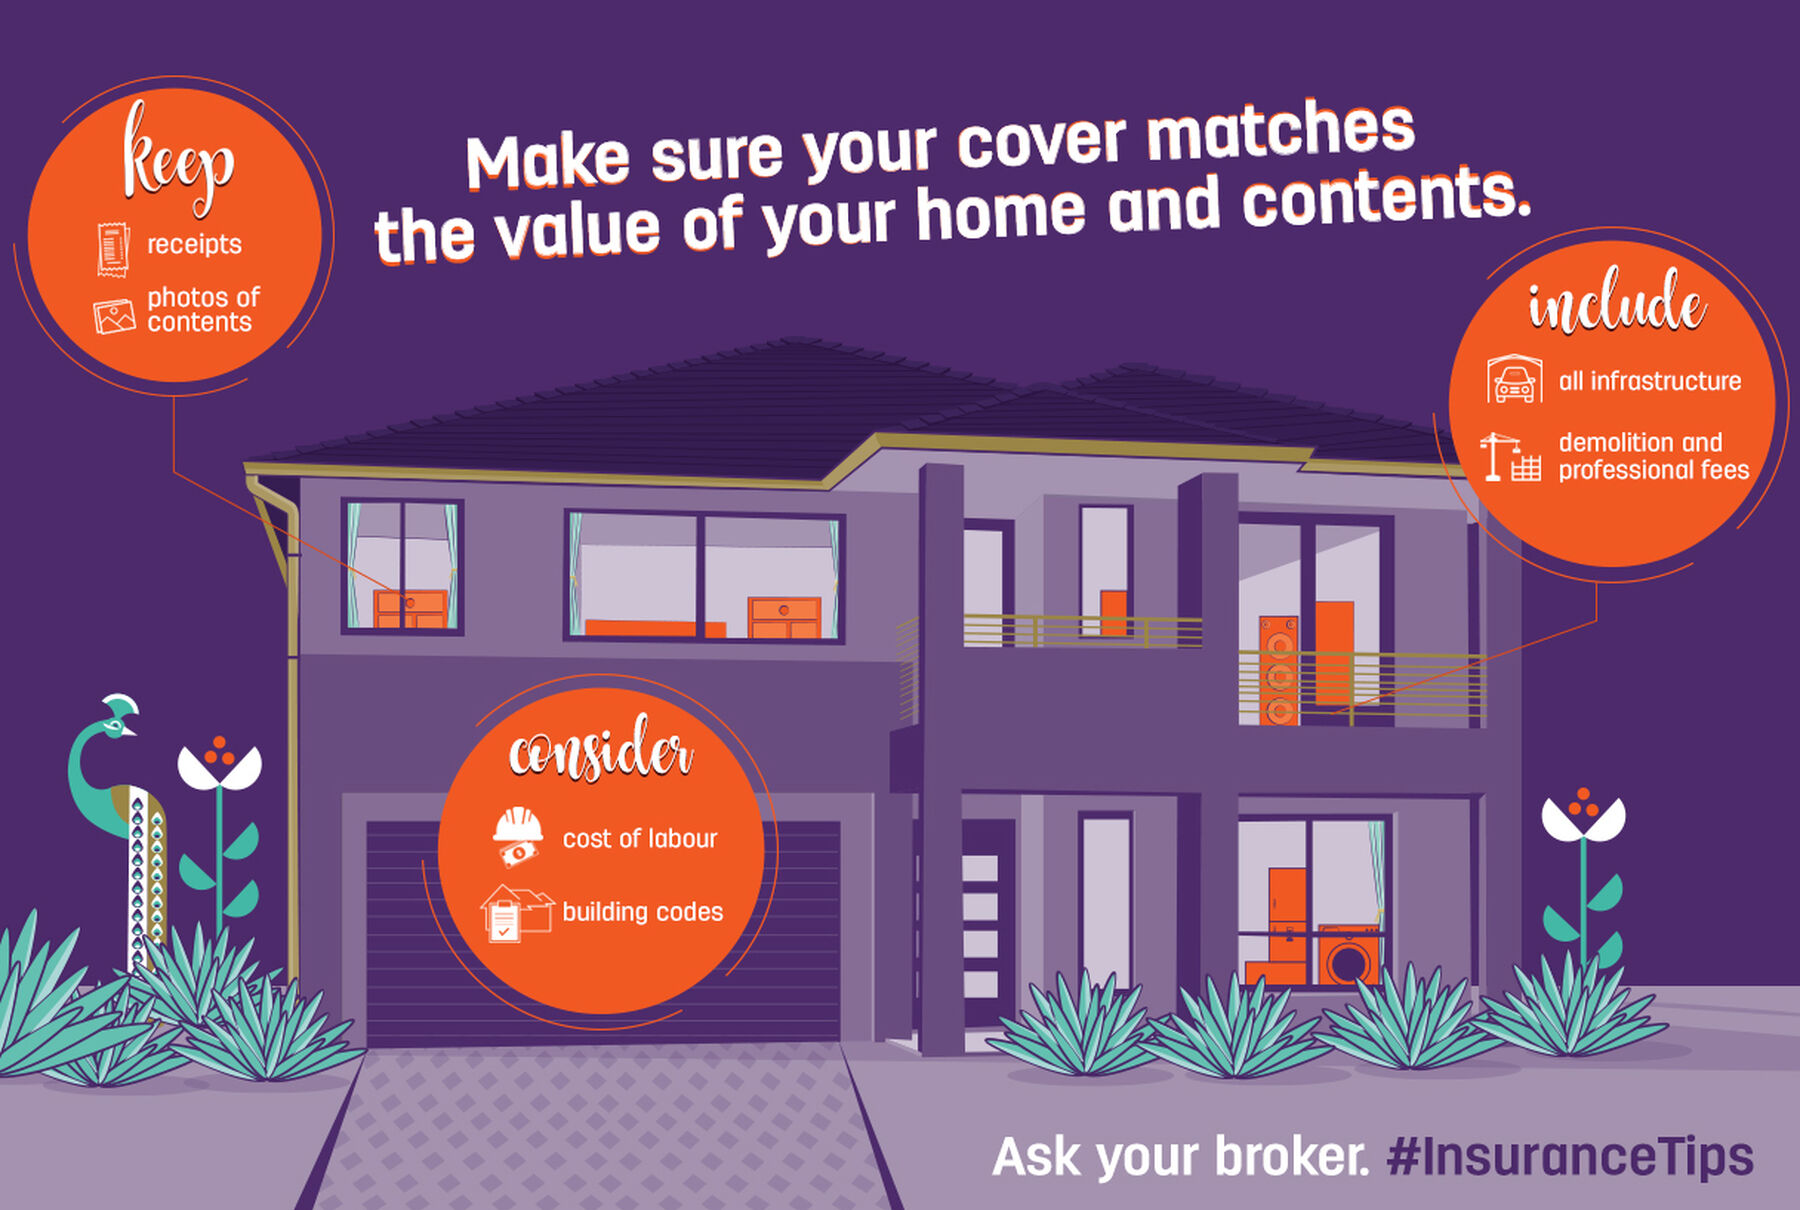 Make sure your cover matches
the value of your home and contents.
keep
receipts
photos of
contents
include
all infrastructure
demolition and
professional fees
consider
cost of labour
building codes
Ask your broker. #InsuranceTips